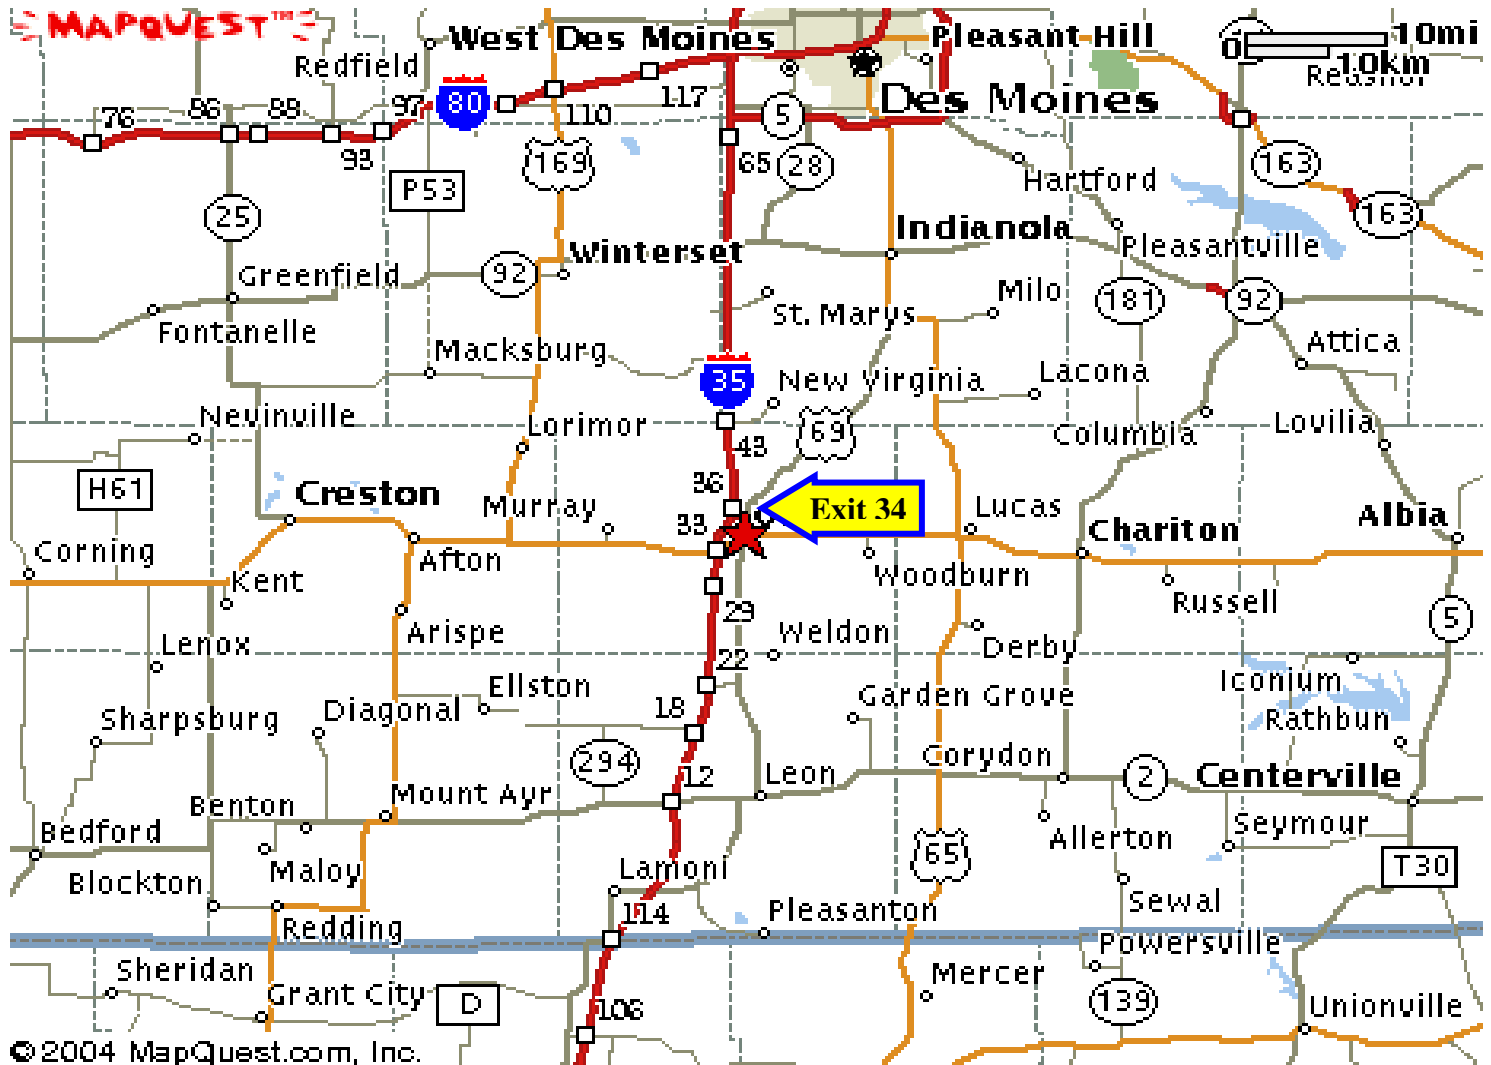 MAPQUEST™
West Des Moines
Pleasant Hill
0
10mi
10km
Redfield
80
76
86
88
97
93
110
117
5
Des Moines
169
65
28
163
P53
Hartford
163
25
Indianola
Winterset
Pleasantville
Greenfield
92
Milo
181
92
Fontanelle
St. Marys
Macksburg
Attica
35
New Virginia
Lacona
Nevinville
Lorimor
43
69
Columbia
Lovilia
H61
Creston
Murray
36
Exit 34
Lucas
Chariton
Albia
33
Corning
Afton
Kent
Woodburn
Russell
29
5
Lenox
Arispe
Weldon
Derby
22
Ellston
Garden Grove
Iconium
Sharpsburg
Diagonal
18
Rathbun
294
12
Leon
Corydon
2
Centerville
Benton
Mount Ayr
Bedford
Allerton
Seymour
Blockton
Maloy
Lamoni
65
T30
114
Pleasanton
Sewal
Redding
Powersville
Sheridan
Mercer
Grant City
D
106
139
Unionville
© 2004 MapQuest.com, Inc.